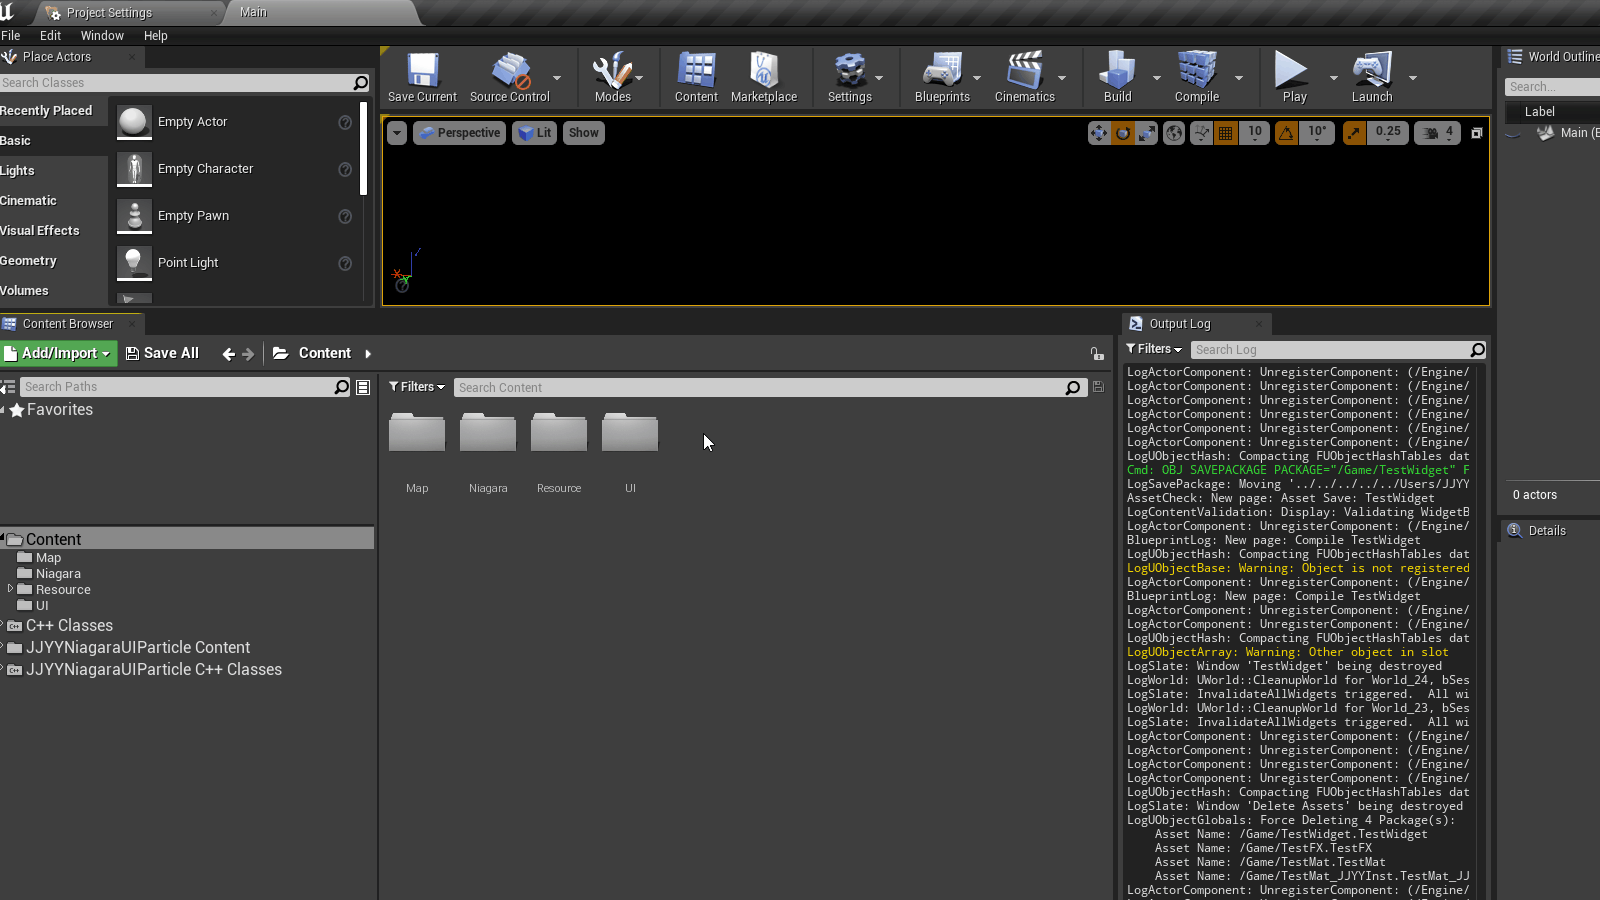 Project Settings
Main
File Edit Window Help
Place Actors
Search Classes
Recently Placed
Basic
Lights
Cinematic
Visual Effects
Geometry
Volumes
Empty Actor
Empty Character
Empty Pawn
Point Light
Save Current
Source Control
Modes
Content
Marketplace
Settings
Blueprints
Cinematics
Build
Compile
Play
Launch
Perspective
Lit
Show
10
10°
0.25
4
World Outline
Search...
Label
Main (E
0 actors
Details
Content Browser
Add/Import
Save All
Content
Search Paths
Favorites
Content
Map
Niagara
Resource
UI
C++ Classes
JJYYNiagaraUIParticle Content
JJYYNiagaraUIParticle C++ Classes
Filters
Search Content
Map
Niagara
Resource
UI
Output Log
Filters
Search Log
LogActorComponent: UnregisterComponent: (/Engine/
LogActorComponent: UnregisterComponent: (/Engine/
LogActorComponent: UnregisterComponent: (/Engine/
LogActorComponent: UnregisterComponent: (/Engine/
LogActorComponent: UnregisterComponent: (/Engine/
LogActorComponent: UnregisterComponent: (/Engine/
LogUObjectHash: Compacting FUObjectHashTables dat
Cmd: OBJ SAVEPACKAGE PACKAGE="/Game/TestWidget" F
LogSavePackage: Moving '../../../../../Users/JJYY
AssetCheck: New page: Asset Save: TestWidget
LogContentValidation: Display: Validating WidgetB
LogActorComponent: UnregisterComponent: (/Engine/
BlueprintLog: New page: Compile TestWidget
LogUObjectHash: Compacting FUObjectHashTables dat
LogUObjectBase: Warning: Object is not registered
LogActorComponent: UnregisterComponent: (/Engine/
BlueprintLog: New page: Compile TestWidget
LogActorComponent: UnregisterComponent: (/Engine/
LogActorComponent: UnregisterComponent: (/Engine/
LogUObjectHash: Compacting FUObjectHashTables dat
LogUObjectArray: Warning: Other object in slot
LogSlate: Window 'TestWidget' being destroyed
LogWorld: UWorld::CleanupWorld for World_24, bSes
LogSlate: InvalidateAllWidgets triggered.  All wi
LogWorld: UWorld::CleanupWorld for World_23, bSes
LogSlate: InvalidateAllWidgets triggered.  All wi
LogActorComponent: UnregisterComponent: (/Engine/
LogActorComponent: UnregisterComponent: (/Engine/
LogActorComponent: UnregisterComponent: (/Engine/
LogActorComponent: UnregisterComponent: (/Engine/
LogUObjectHash: Compacting FUObjectHashTables dat
LogSlate: Window 'Delete Assets' being destroyed
LogUObjectGlobals: Force Deleting 4 Package(s):
Asset Name: /Game/TestWidget.TestWidget
Asset Name: /Game/TestFX.TestFX
Asset Name: /Game/TestMat.TestMat
Asset Name: /Game/TestMat_JJYYInst.TestMat_JJ
LogActorComponent: UnregisterComponent: (/Engine/